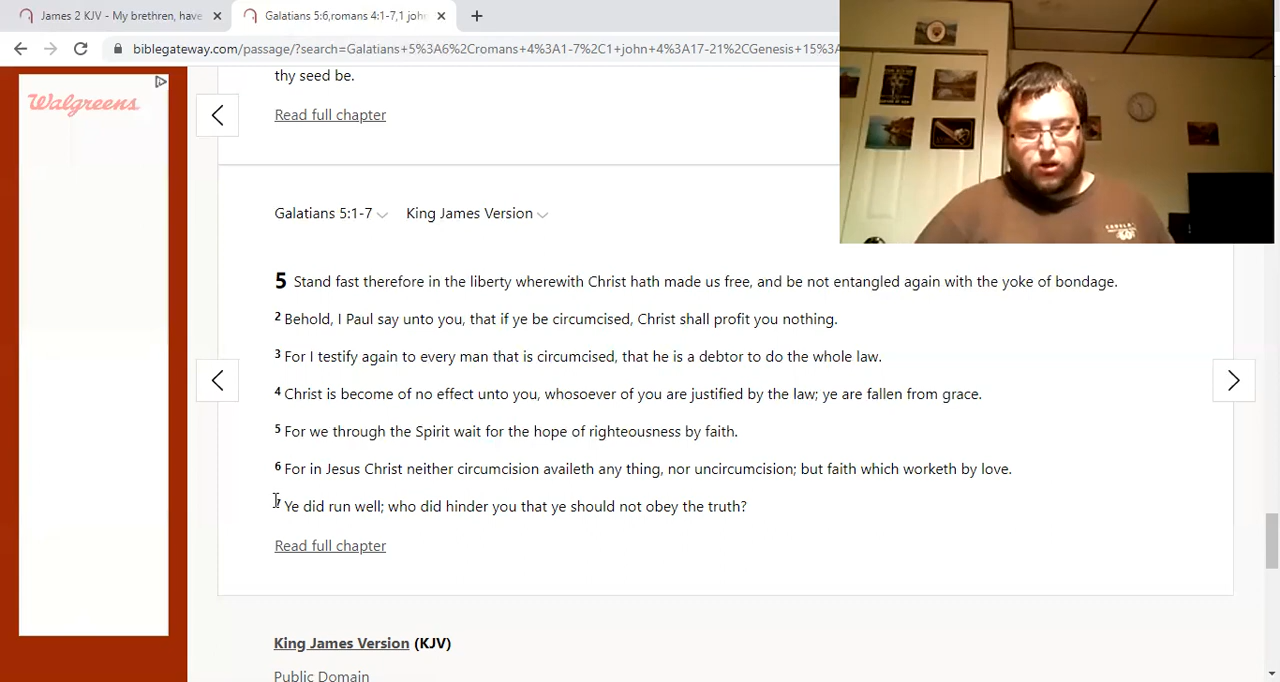 James 2 KJV - My brethren, have
Galatians 5:6,romans 4:1-7,1 joh
biblegateway.com/passage/?search=Galatians+5%3A6%2Cromans+4%3A1-7%2C1+john+4%3A17-21%2CGenesis+15%3A
Walgreens
thy seed be.
Read full chapter
Galatians 5:1-7 King James Version
5 Stand fast therefore in the liberty wherewith Christ hath made us free, and be not entangled again with the yoke of bondage.
2 Behold, I Paul say unto you, that if ye be circumcised, Christ shall profit you nothing.
3 For I testify again to every man that is circumcised, that he is a debtor to do the whole law.
4 Christ is become of no effect unto you, whosoever of you are justified by the law; ye are fallen from grace.
5 For we through the Spirit wait for the hope of righteousness by faith.
6 For in Jesus Christ neither circumcision availeth any thing, nor uncircumcision; but faith which worketh by love.
7 Ye did run well; who did hinder you that ye should not obey the truth?
Read full chapter
King James Version (KJV)
Public Domain